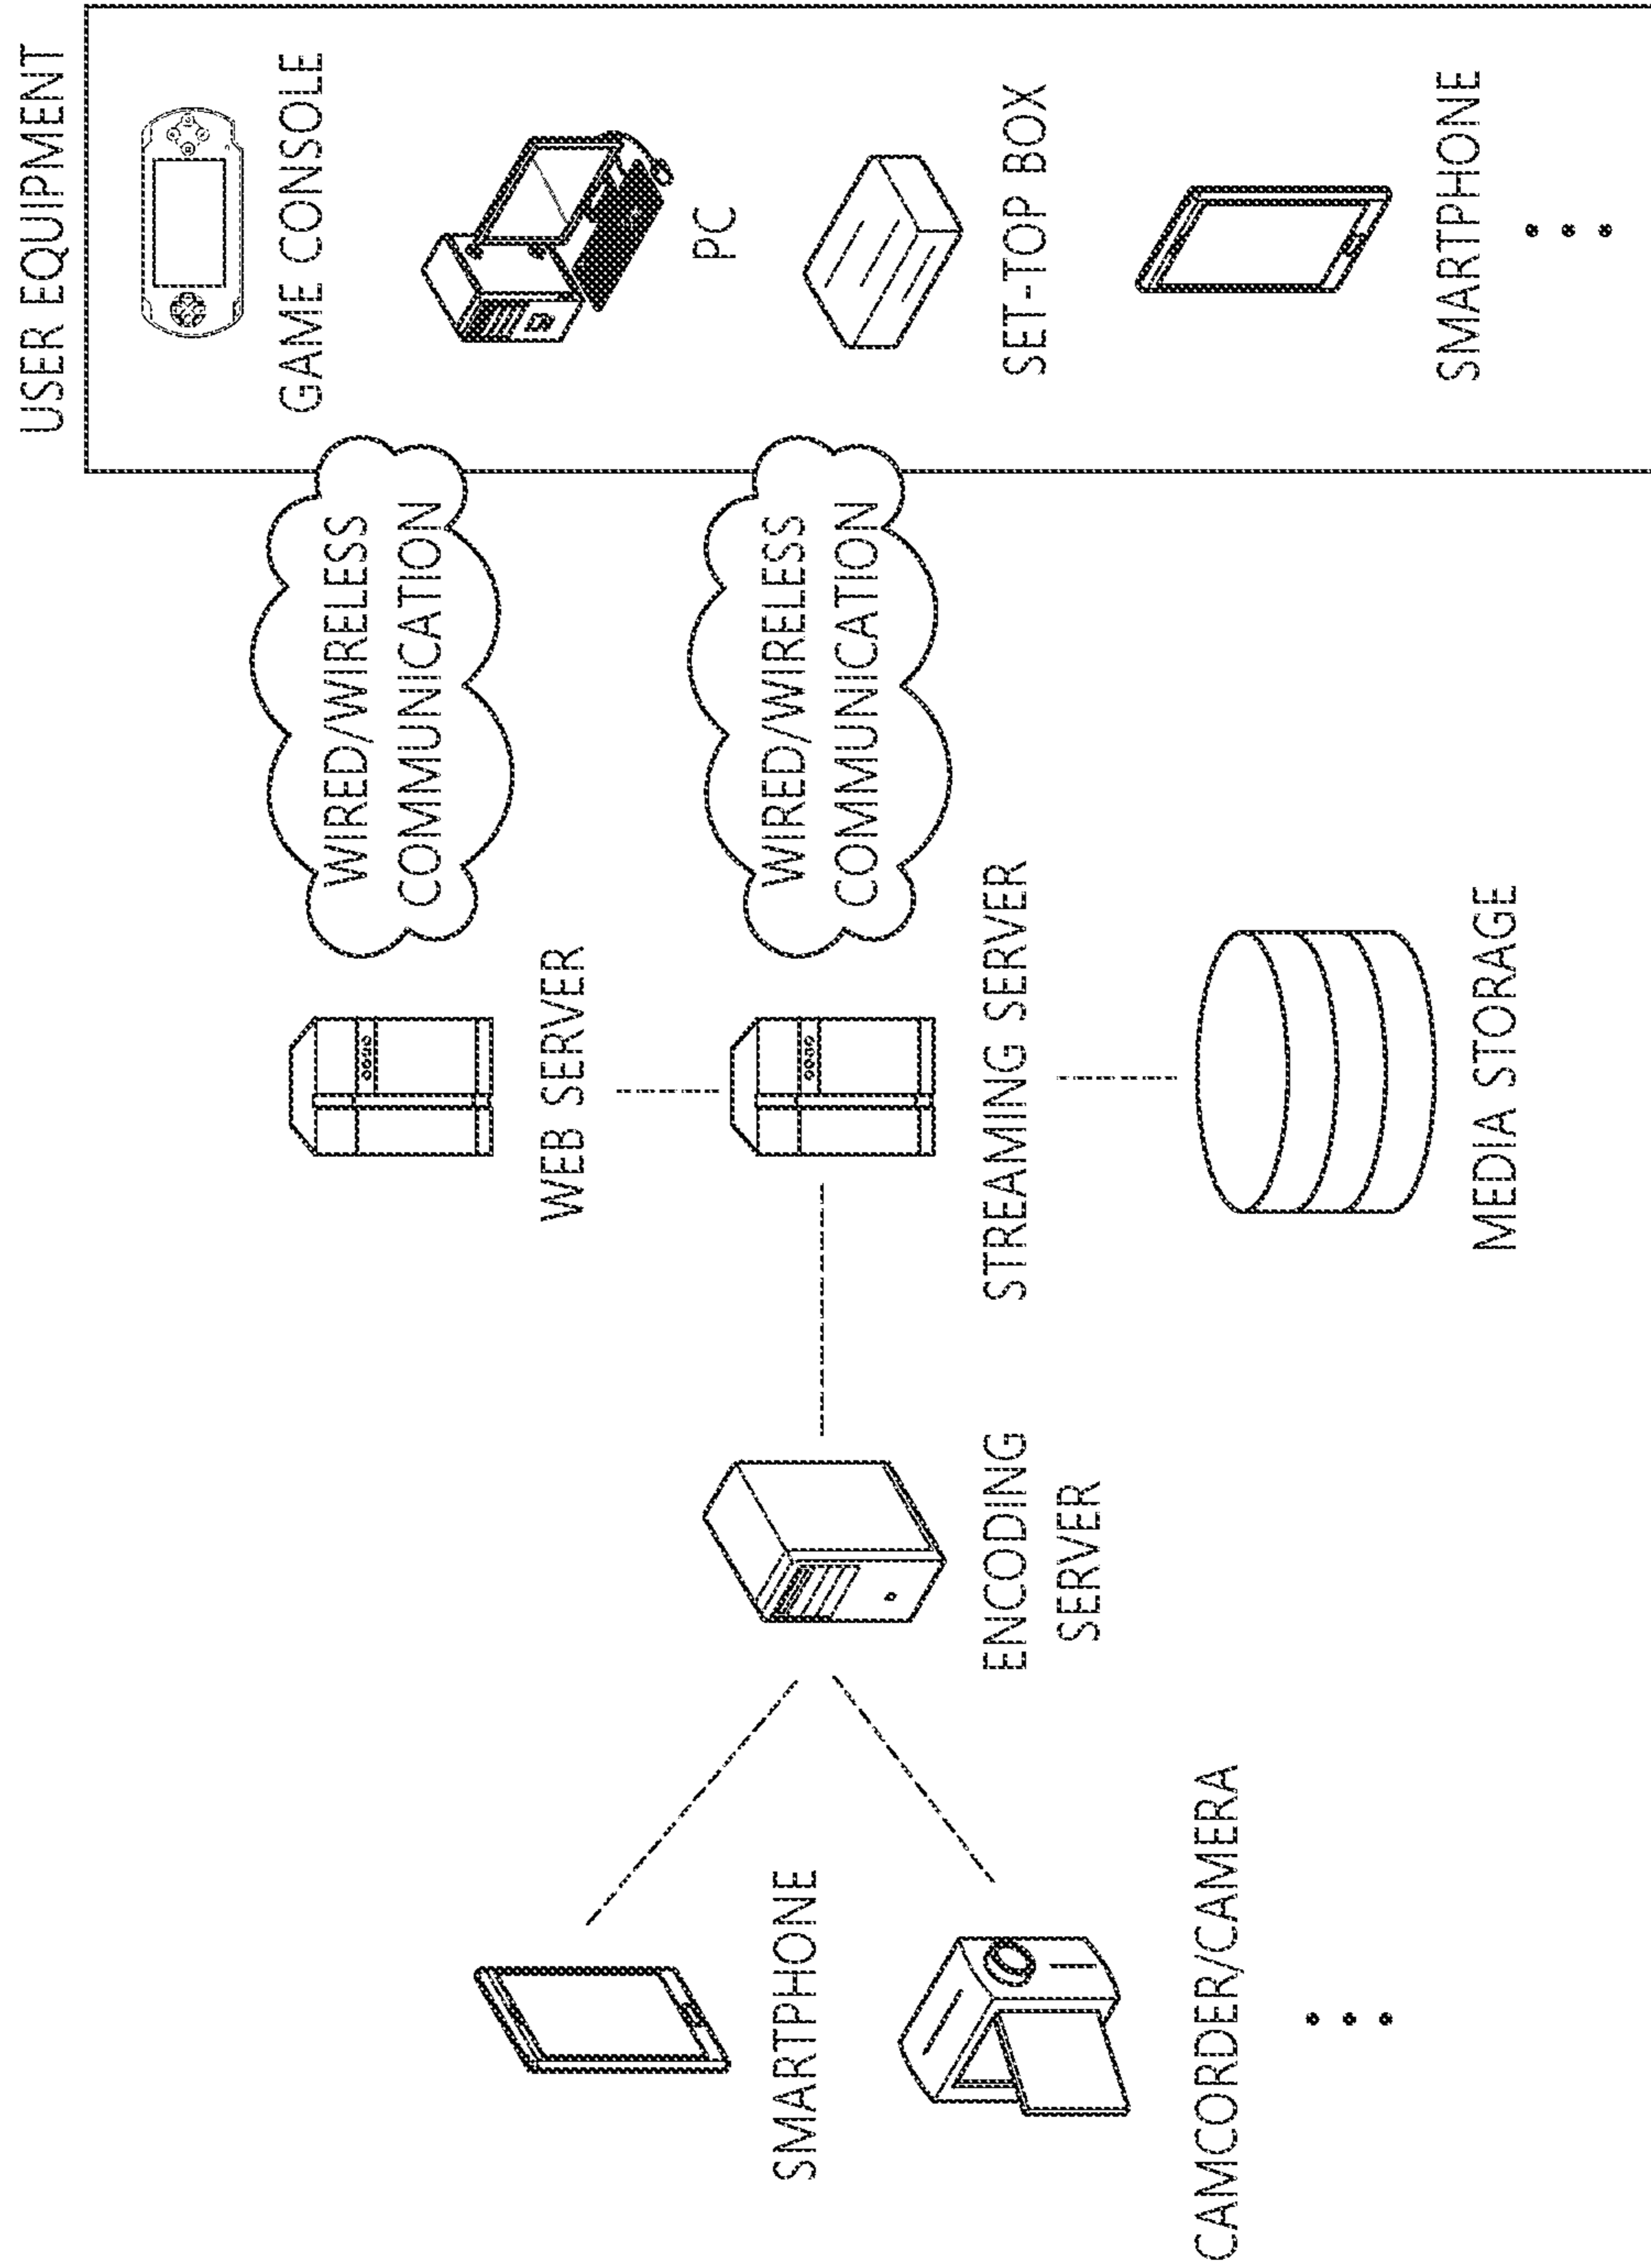 USER EQUIPMENT
GAME CONSOLE
PC
SET-TOP BOX
SMARTPHONE
WIRED/WIRELESS
COMMUNICATION
WIRED/WIRELESS
COMMUNICATION
WEB SERVER
STREAMING SERVER
MEDIA STORAGE
ENCODING
SERVER
SMARTPHONE
CAMCORDER/CAMERA